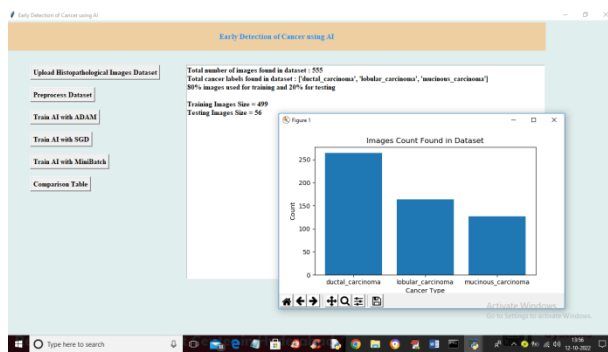 Early Detection of Cancer using AI
Early Detection of Cancer using AI
Upload Histopathological Images Dataset
Preprocess Dataset
Train AI with ADAM
Train AI with SGD
Train AI with MiniBatch
Comparison Table
Total number of images found in dataset : 555
Total cancer labels found in dataset : ['ductal_carcinoma', 'lobular_carcinoma', 'mucinous_carcinoma']
80% images used for training and 20% for testing
Training Images Size = 499
Testing Images Size = 56
Figure 1
Images Count Found in Dataset
250
200
150
100
50
0
Count
ductal_carcinoma lobular_carcinoma mucinous_carcinoma
Cancer Type
Activate Windows
Go to Settings to activate Windows.
Type here to search
13:56
12-10-2022